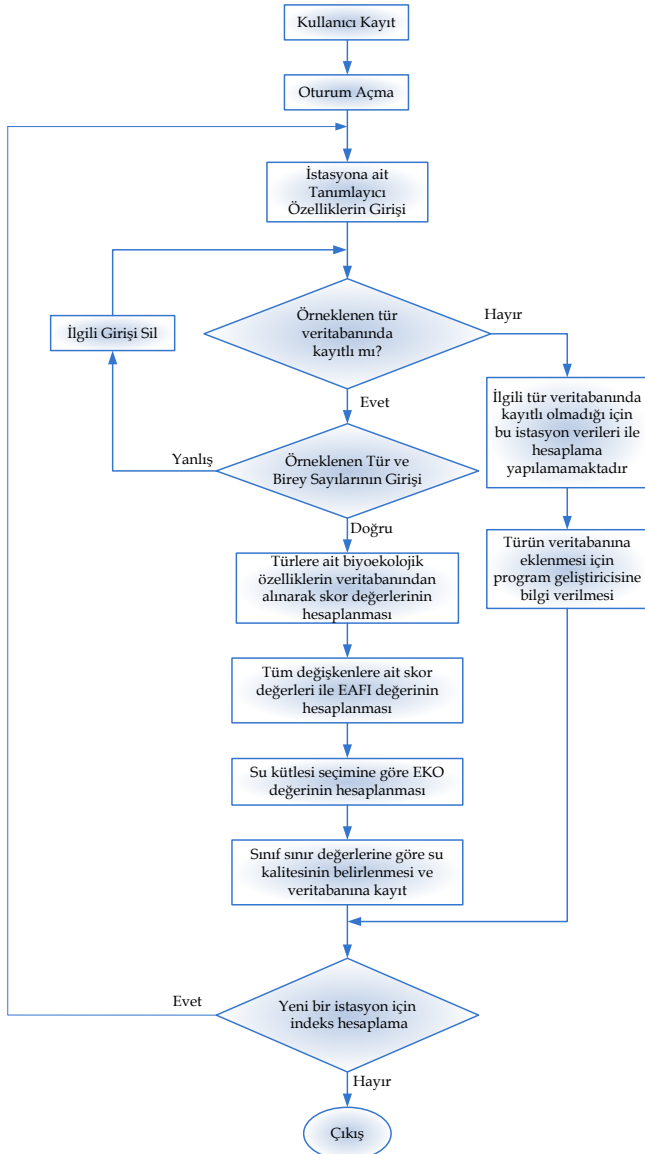 Kullanıcı Kayıt
Oturum Açma
İstasyona ait
Tanımlayıcı
Özelliklerin Girişi
İlgili Girişi Sil
Örneklenen tür
veritabanında
kayıtlı mı?
Hayır
Evet
İlgili tür veritabanında
kayıtlı olmadığı için
bu istasyon verileri ile
hesaplama
yapılamamaktadır
Yanlış
Örneklenen Tür ve
Birey Sayılarının Girişi
Doğru
Türün veritabanına
eklenmesi için
program geliştiricisine
bilgi verilmesi
Türlere ait biyoekolojik
özelliklerin veritabanından
alınarak skor değerlerinin
hesaplanması
Tüm değişkenlere ait skor
değerleri ile EAFI değerinin
hesaplanması
Su kütlesi seçimine göre EKO
değerinin hesaplanması
Sınıf sınır değerlerine göre su
kalitesinin belirlenmesi ve
veritabanına kayıt
Evet
Yeni bir istasyon için
indeks hesaplama
Hayır
Çıkış